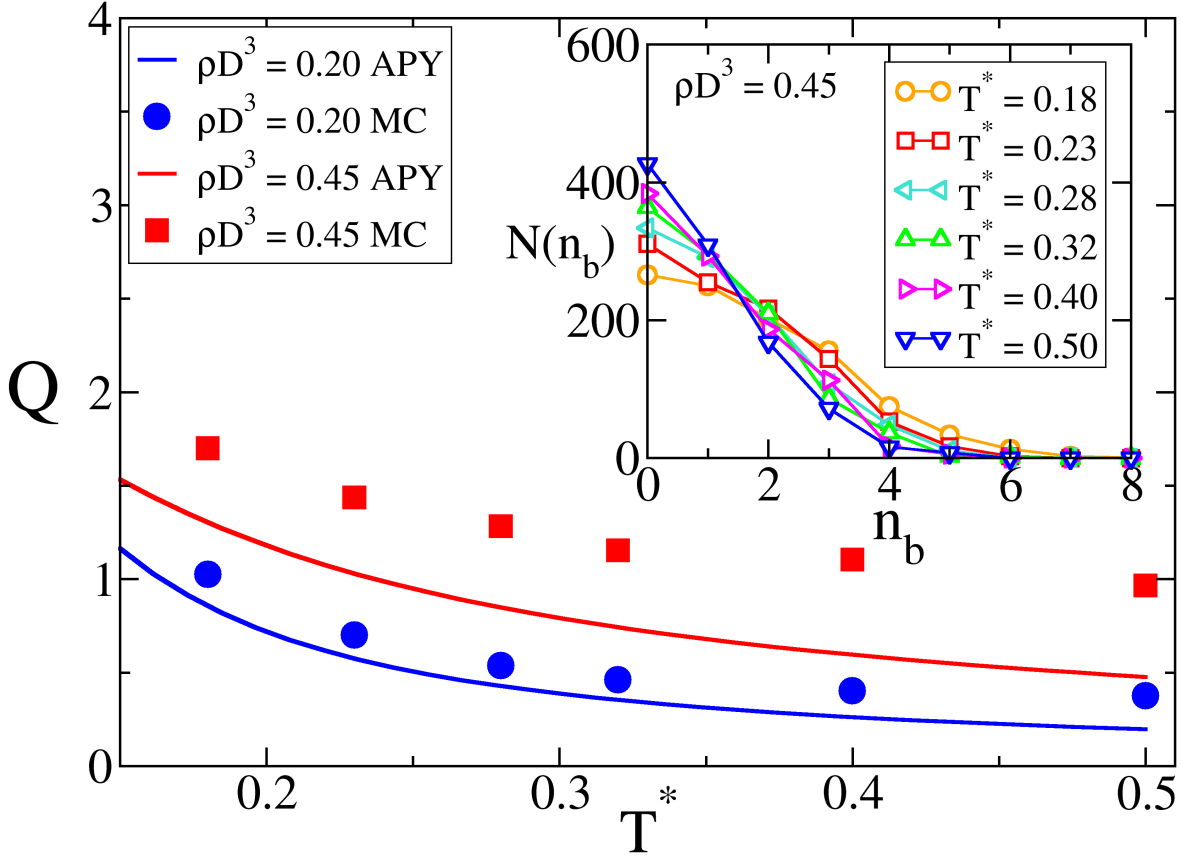 4
3
2
1
0
Q
ρD³ = 0.20 APY
ρD³ = 0.20 MC
ρD³ = 0.45 APY
ρD³ = 0.45 MC
600
400
200
0
N(n_b)
ρD³ = 0.45
T* = 0.18
T* = 0.23
T* = 0.28
T* = 0.32
T* = 0.40
T* = 0.50
0 2 4 6 8
n_b
0.2 0.3 0.4 0.5
T*